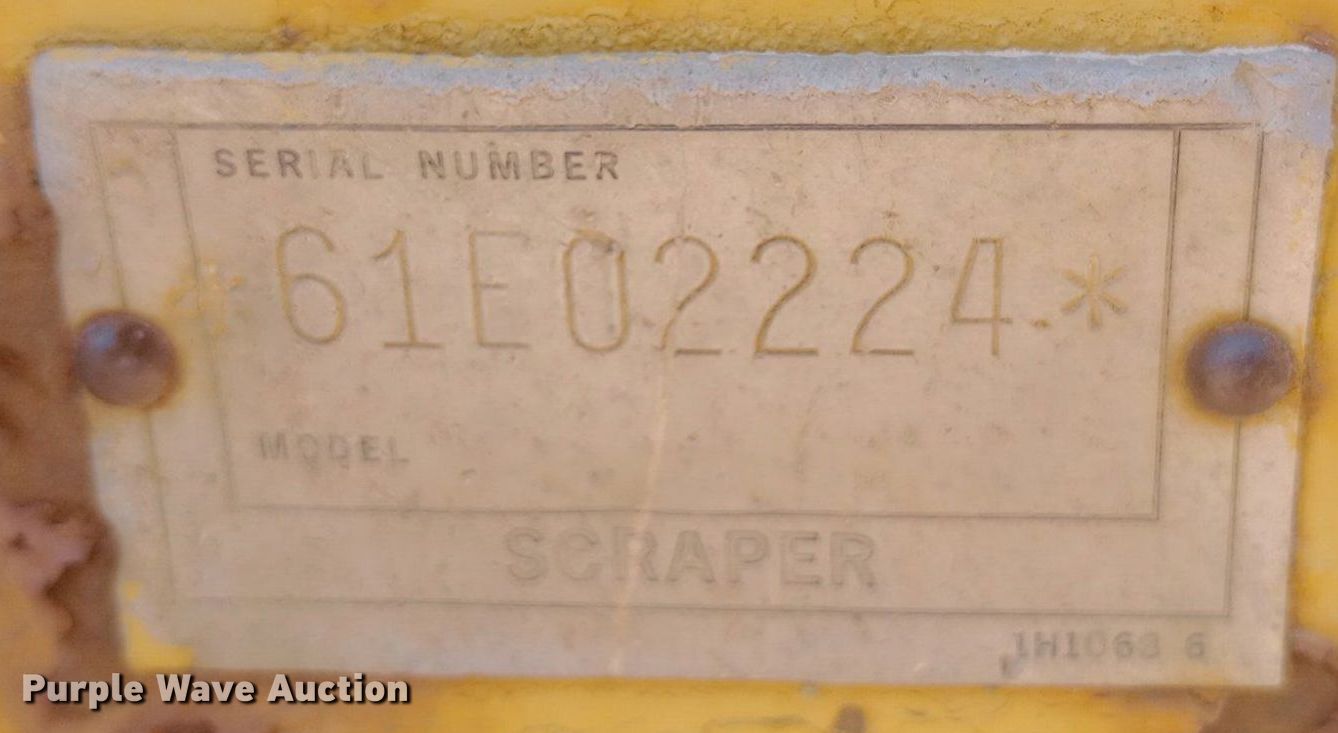 SERIAL NUMBER
*61E02224*
MODEL
SCRAPER
1H1068 6
Purple Wave Auction